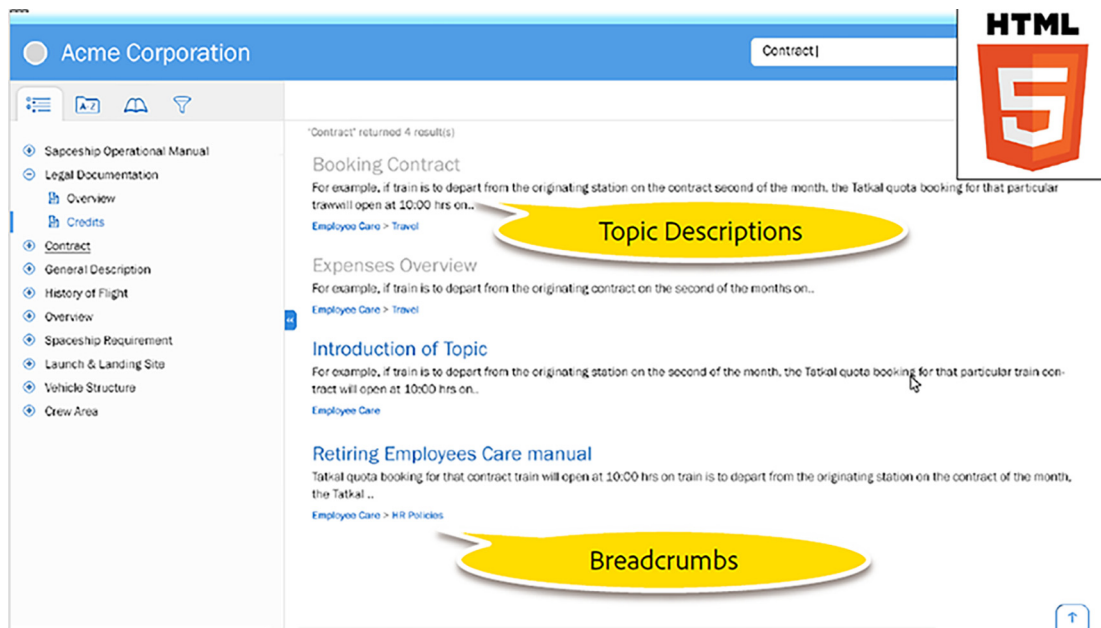 HTML
5
Acme Corporation
Contract
A-Z
Sapceship Operational Manual
Legal Documentation
Overview
Credits
Contract
General Description
History of Flight
Overview
Spaceship Requirement
Launch & Landing Site
Vehicle Structure
Crew Area
"Contract" returned 4 result(s)
Booking Contract
For example, if train is to depart from the originating station on the contract second of the month, the Tatkal quota booking for that particular
trawwill open at 10:00 hrs on..
Employee Care > Travel
Topic Descriptions
Expenses Overview
For example, if train is to depart from the originating contract on the second of the months on..
Employee Care > Travel
Introduction of Topic
For example, if train is to depart from the originating station on the second of the month, the Tatkal quota booking for that particular train con-
tract will open at 10:00 hrs on..
Employee Care
Retiring Employees Care manual
Tatkal quota booking for that contract train will open at 10:00 hrs on train is to depart from the originating station on the contract of the month,
the Tatkal ..
Employee Care > HR Policies
Breadcrumbs